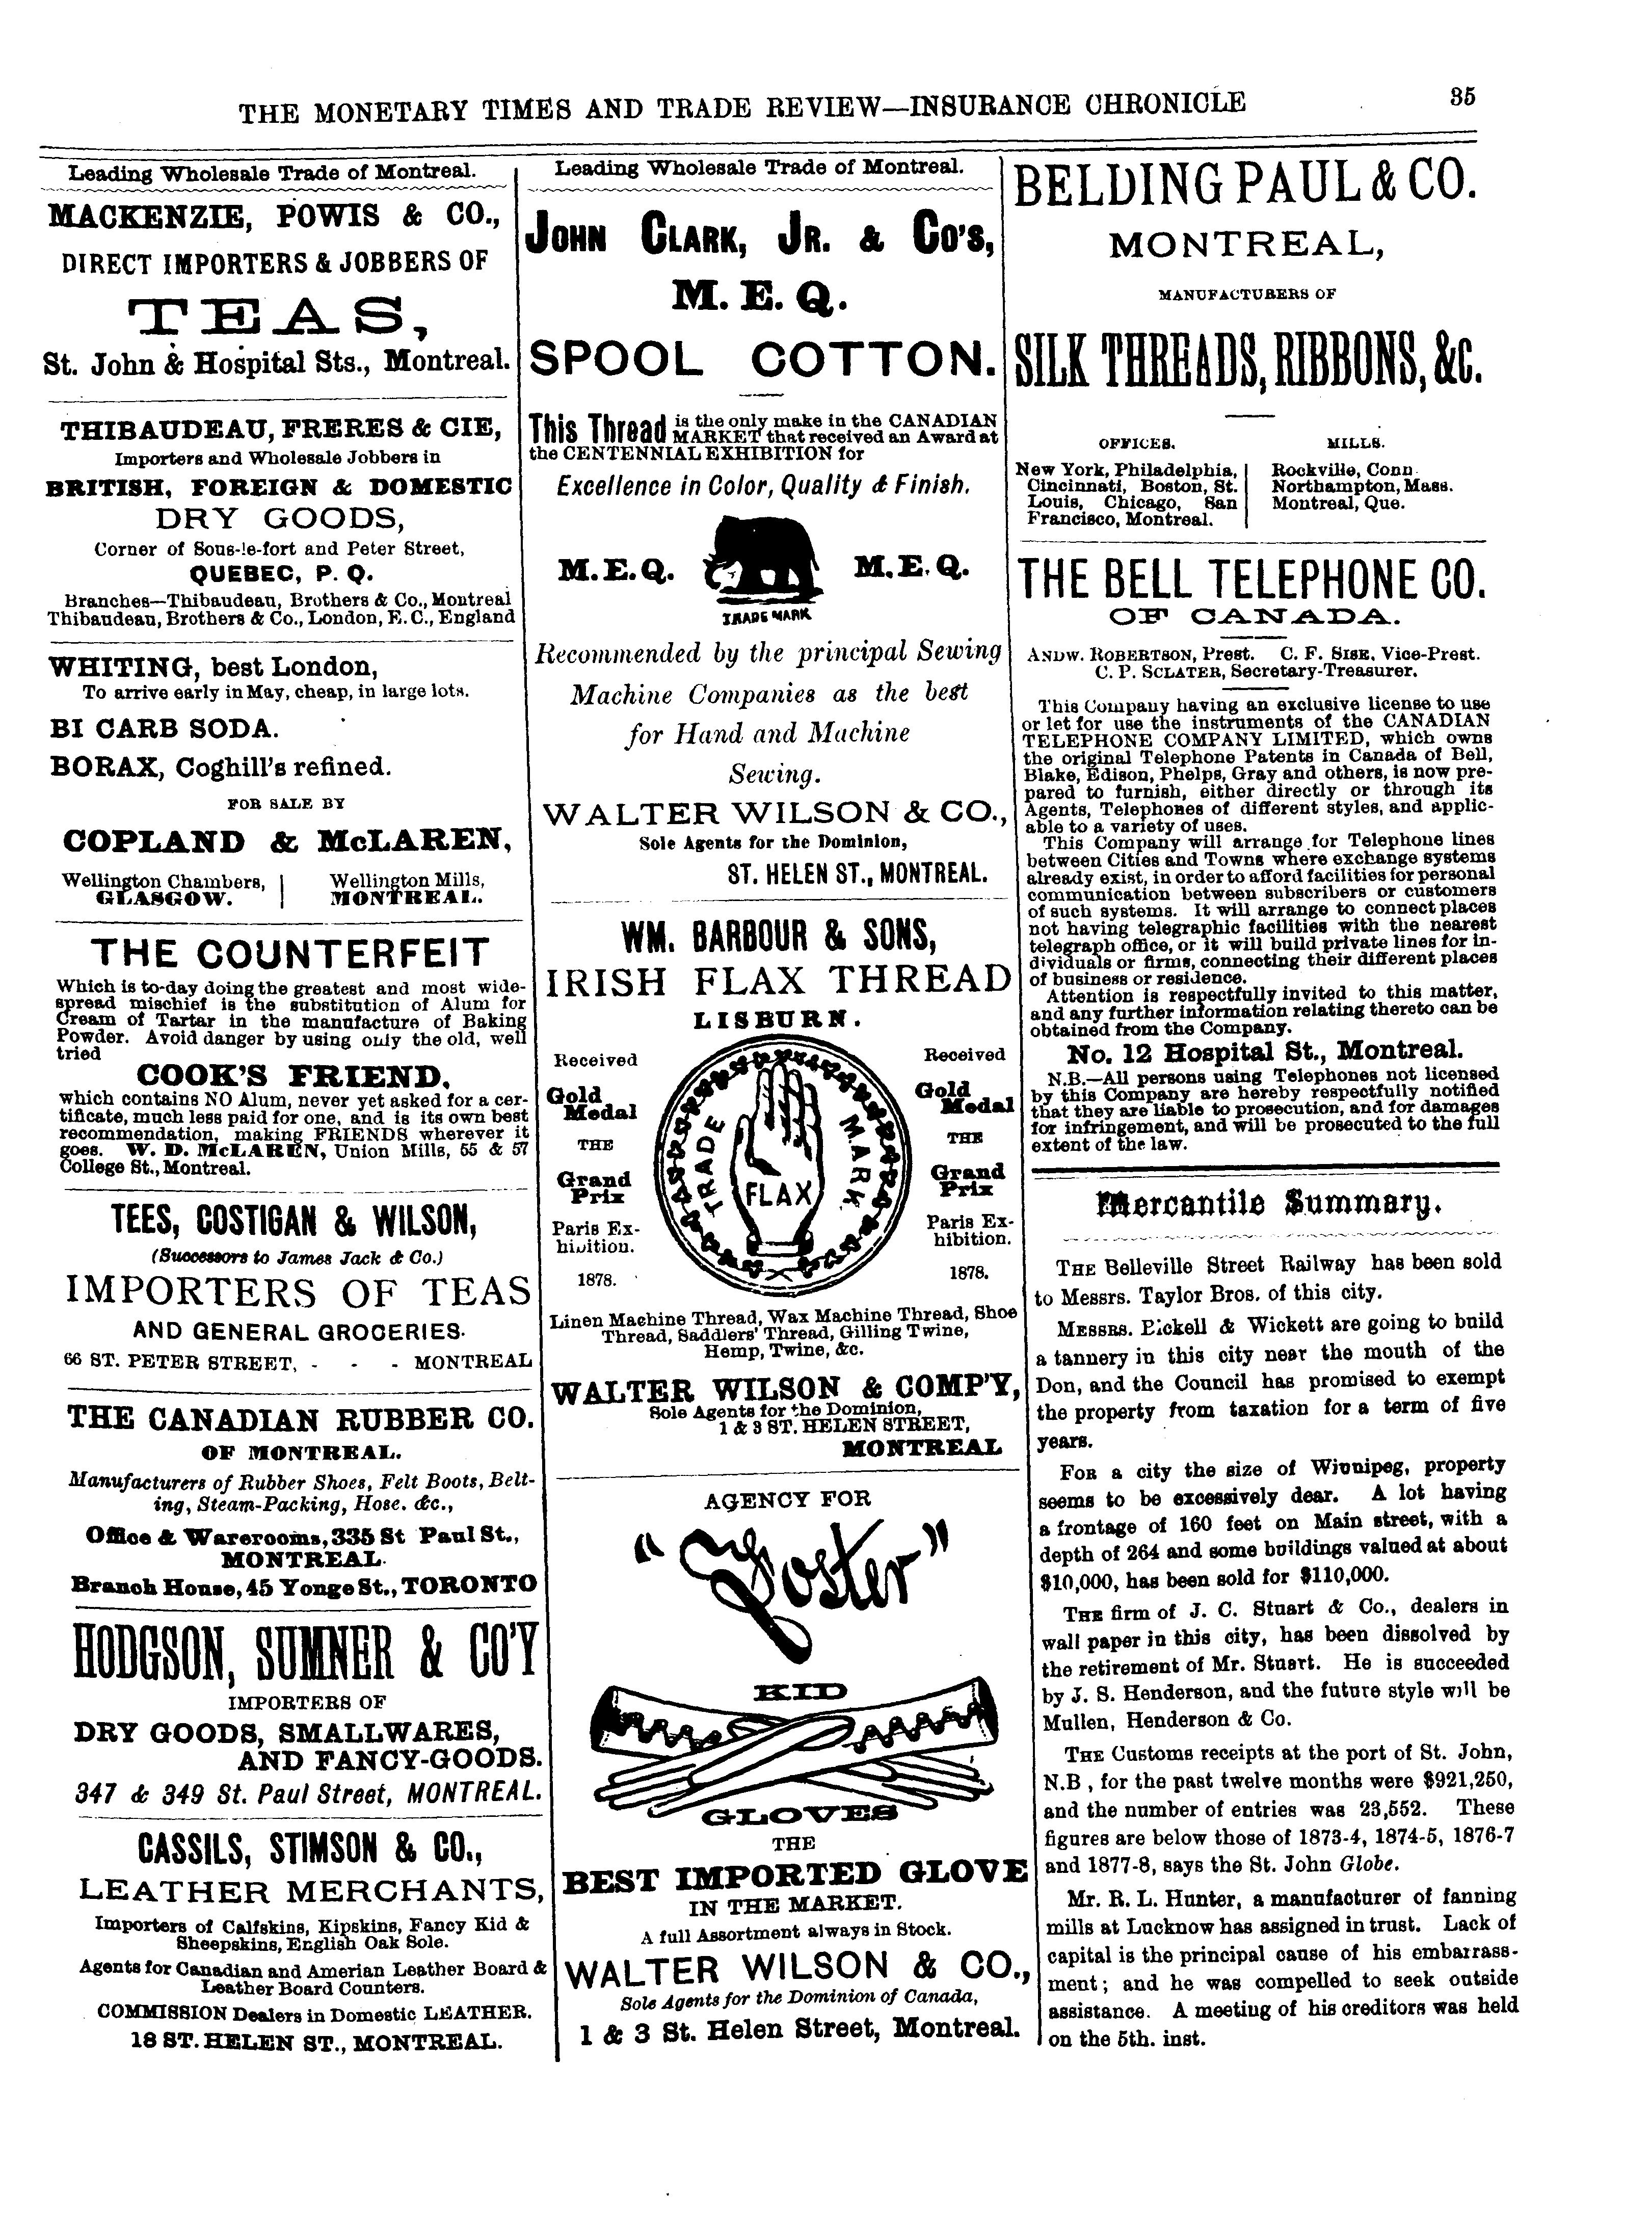 THE MONETARY TIMES AND TRADE REVIEW—INSURANCE CHRONICLE
35
Leading Wholesale Trade of Montreal.
MACKENZIE, POWIS & CO.,
DIRECT IMPORTERS & JOBBERS OF
TEAS,
St. John & Hospital Sts., Montreal.
THIBAUDEAU, FRERES & CIE,
Importers and Wholesale Jobbers in
BRITISH, FOREIGN & DOMESTIC
DRY GOODS,
Corner of Sous-le-fort and Peter Street,
QUEBEC, P. Q.
Branches—Thibaudeau, Brothers & Co., Montreal
Thibaudeau, Brothers & Co., London, E. C., England
WHITING, best London,
To arrive early in May, cheap, in large lots.
BI CARB SODA.
BORAX, Coghill's refined.
FOR SALE BY
COPLAND & McLAREN,
Wellington Chambers, | Wellington Mills,
GLASGOW. | MONTREAL.
THE COUNTERFEIT
Which is to-day doing the greatest and most wide-
spread mischief is the substitution of Alum for
Cream of Tartar in the manufacture of Baking
Powder. Avoid danger by using only the old, well
tried
COOK'S FRIEND.
which contains NO Alum, never yet asked for a cer-
tificate, much less paid for one, and is its own best
recommendation, making FRIENDS wherever it
goes. W. D. McLAREN, Union Mills, 55 & 57
College St., Montreal.
TEES, COSTIGAN & WILSON,
(Successors to James Jack & Co.)
IMPORTERS OF TEAS
AND GENERAL GROCERIES.
66 ST. PETER STREET, - - - MONTREAL
THE CANADIAN RUBBER CO.
OF MONTREAL.
Manufacturers of Rubber Shoes, Felt Boots, Belt-
ing, Steam-Packing, Hose. &c.,
Office & Warerooms, 335 St Paul St.,
MONTREAL.
Branch House, 45 Yonge St., TORONTO
HODGSON, SUMNER & CO'Y
IMPORTERS OF
DRY GOODS, SMALLWARES,
AND FANCY-GOODS.
347 & 349 St. Paul Street, MONTREAL.
CASSILS, STIMSON & CO.,
LEATHER MERCHANTS,
Importers of Calfskins, Kipskins, Fancy Kid &
Sheepskins, English Oak Sole.
Agents for Canadian and Amerian Leather Board &
Leather Board Counters.
COMMISSION Dealers in Domestic LEATHER.
18 ST. HELEN ST., MONTREAL.
Leading Wholesale Trade of Montreal.
JOHN CLARK, JR. & CO'S,
M. E. Q.
SPOOL COTTON.
This Thread is the only make in the CANADIAN
MARKET that received an Award at
the CENTENNIAL EXHIBITION for
Excellence in Color, Quality & Finish.
M.E.Q. M.E.Q.
TRADE MARK
Recommended by the principal Sewing
Machine Companies as the best
for Hand and Machine
Sewing.
WALTER WILSON & CO.,
Sole Agents for the Dominion,
ST. HELEN ST., MONTREAL.
WM. BARBOUR & SONS,
IRISH FLAX THREAD
LISBURN.
Received
Gold
Medal
THE
Grand
Prix
Paris Ex-
hibition.
1878.
TRADE MARK
FLAX
Received
Gold
Medal
THE
Grand
Prix
Paris Ex-
hibition.
1878.
Linen Machine Thread, Wax Machine Thread, Shoe
Thread, Saddlers' Thread, Gilling Twine,
Hemp, Twine, &c.
WALTER WILSON & COMP'Y,
Sole Agents for the Dominion,
1 & 3 ST. HELEN STREET,
MONTREAL
AGENCY FOR
"Foster"
KID
GLOVES
THE
BEST IMPORTED GLOVE
IN THE MARKET.
A full Assortment always in Stock.
WALTER WILSON & CO.,
Sole Agents for the Dominion of Canada,
1 & 3 St. Helen Street, Montreal.
BELDING PAUL & CO.
MONTREAL,
MANUFACTURERS OF
SILK THREADS, RIBBONS, &C.
OFFICES.
New York, Philadelphia,
Cincinnati, Boston, St.
Louis, Chicago, San
Francisco, Montreal.
MILLS.
Rockville, Conn.
Northampton, Mass.
Montreal, Que.
THE BELL TELEPHONE CO.
OF CANADA.
ANDW. ROBERTSON, Prest. C. F. SISE, Vice-Prest.
C. P. SCLATER, Secretary-Treasurer.
This Company having an exclusive license to use
or let for use the instruments of the CANADIAN
TELEPHONE COMPANY LIMITED, which owns
the original Telephone Patents in Canada of Bell,
Blake, Edison, Phelps, Gray and others, is now pre-
pared to furnish, either directly or through its
Agents, Telephones of different styles, and applic-
able to a variety of uses.
This Company will arrange for Telephone lines
between Cities and Towns where exchange systems
already exist, in order to afford facilities for personal
communication between subscribers or customers
of such systems. It will arrange to connect places
not having telegraphic facilities with the nearest
telegraph office, or it will build private lines for in-
dividuals or firms, connecting their different places
of business or residence.
Attention is respectfully invited to this matter,
and any further information relating thereto can be
obtained from the Company.
No. 12 Hospital St., Montreal.
N.B.—All persons using Telephones not licensed
by this Company are hereby respectfully notified
that they are liable to prosecution, and for damages
for infringement, and will be prosecuted to the full
extent of the law.
Mercantile Summary.
THE Belleville Street Railway has been sold
to Messrs. Taylor Bros. of this city.
MESSRS. Bickell & Wickett are going to build
a tannery in this city near the mouth of the
Don, and the Council has promised to exempt
the property from taxation for a term of five
years.
FOR a city the size of Winnipeg, property
seems to be excessively dear. A lot having
a frontage of 160 feet on Main street, with a
depth of 264 and some buildings valued at about
$10,000, has been sold for $110,000.
THE firm of J. C. Stuart & Co., dealers in
wall paper in this city, has been dissolved by
the retirement of Mr. Stuart. He is succeeded
by J. S. Henderson, and the future style will be
Mullen, Henderson & Co.
THE Customs receipts at the port of St. John,
N.B , for the past twelve months were $921,250,
and the number of entries was 23,552. These
figures are below those of 1873-4, 1874-5, 1876-7
and 1877-8, says the St. John Globe.
Mr. R. L. Hunter, a manufacturer of fanning
mills at Lucknow has assigned in trust. Lack of
capital is the principal cause of his embarrass-
ment; and he was compelled to seek outside
assistance. A meeting of his creditors was held
on the 5th. inst.